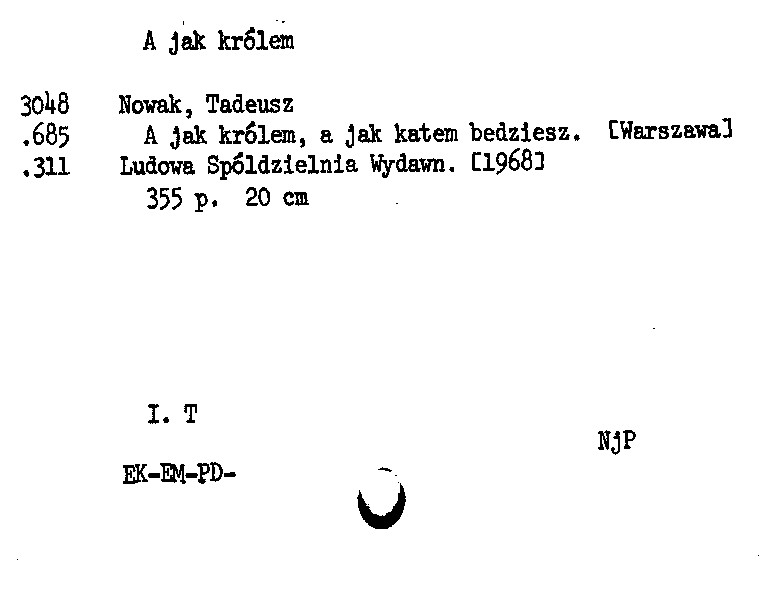 A jak królem
3048 Nowak, Tadeusz
.685 A jak królem, a jak katem bedziesz. [Warszawa]
.311 Ludowa Spóldzielnia Wydawn. [1968]
355 p. 20 cm
I. T
NjP
EK-EM-PD-